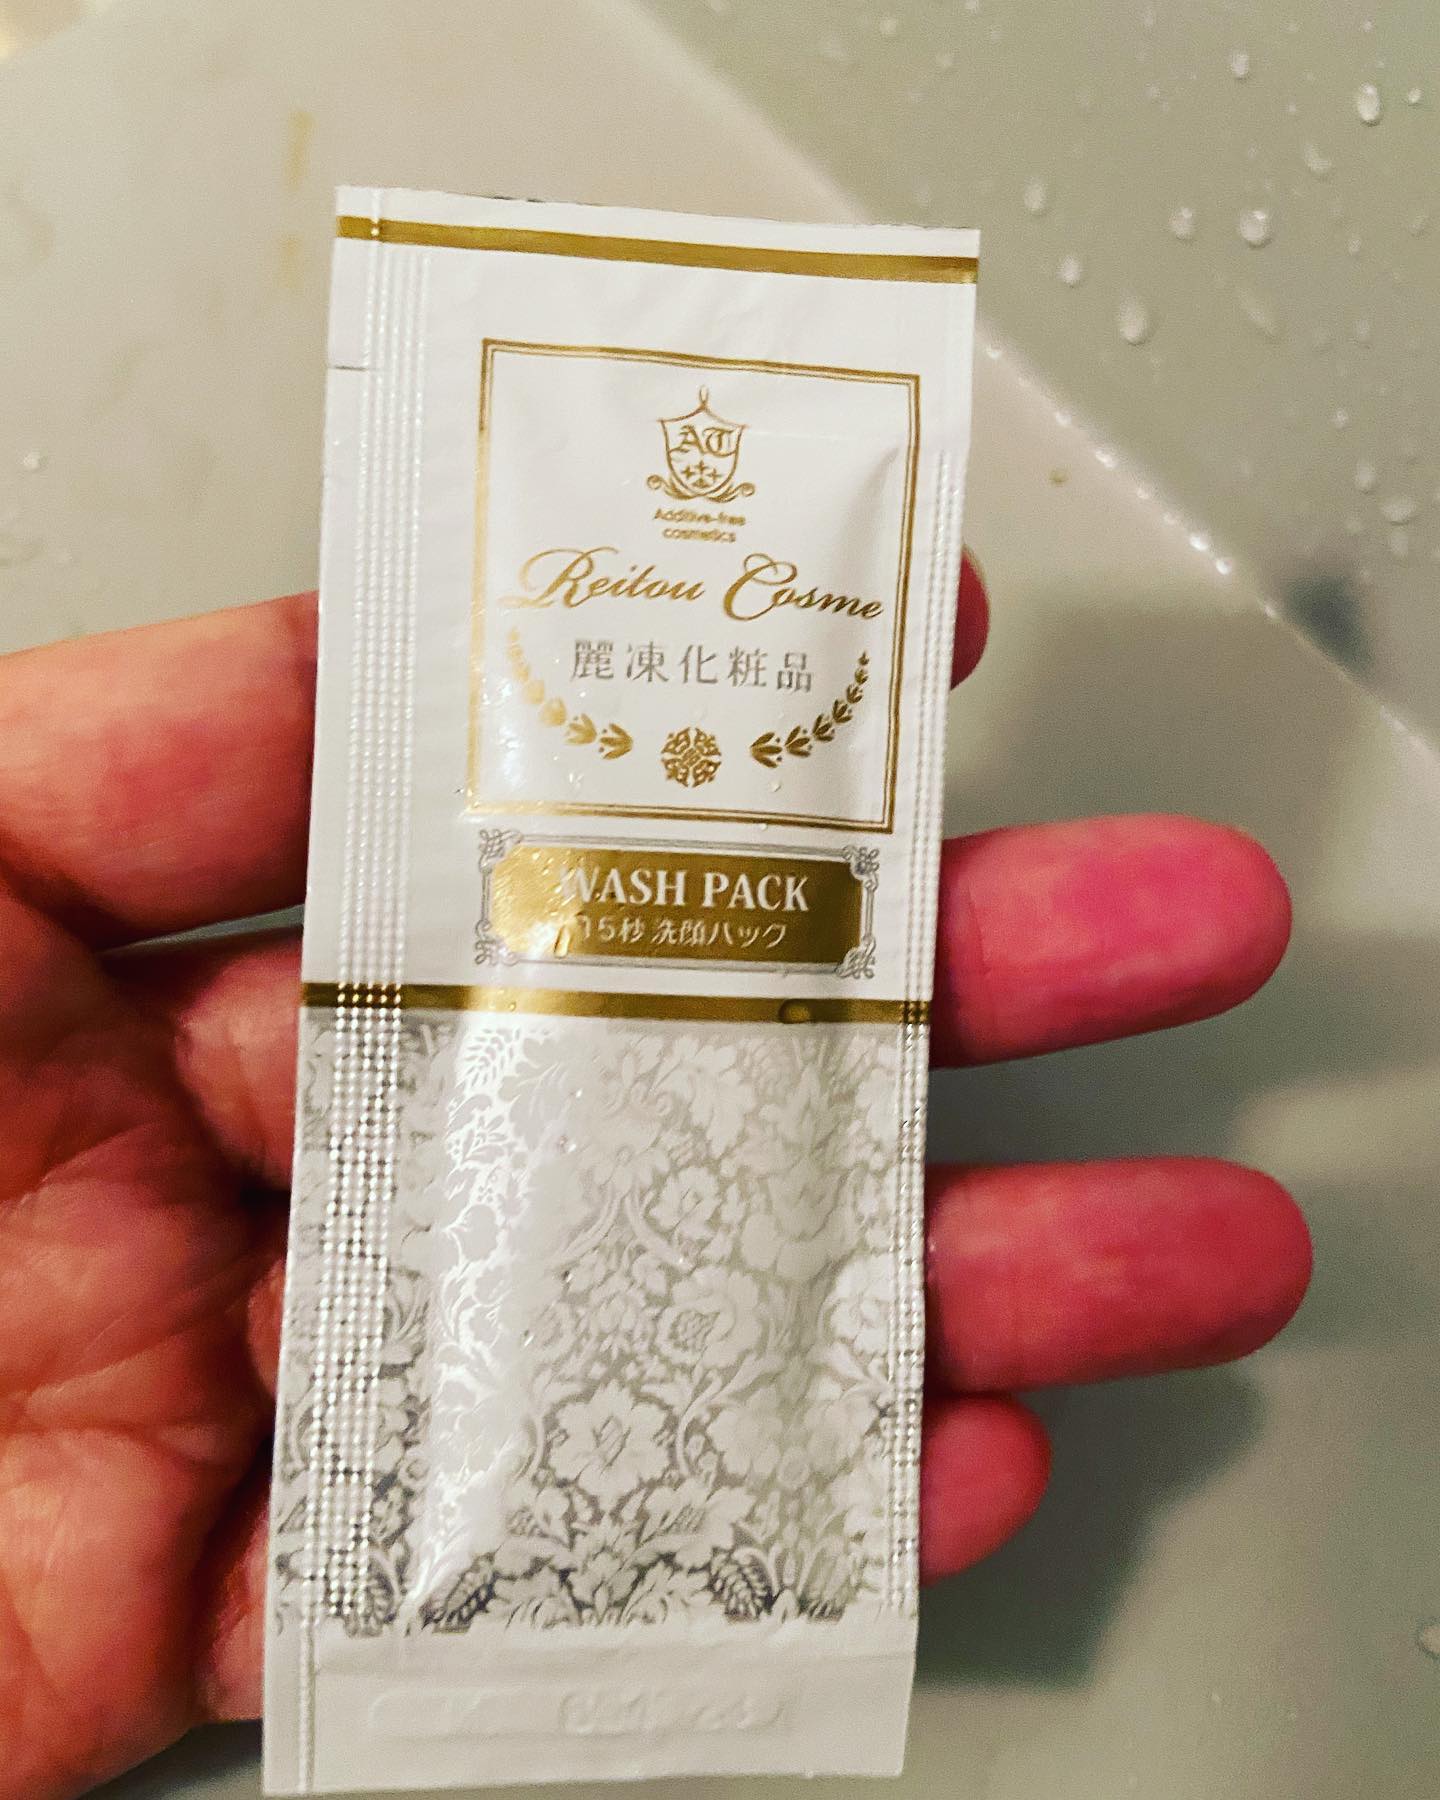 AT
Additive-free
cosmetics
Reitou Cosme
麗凍化粧品
WASH PACK
15秒 洗顔パック